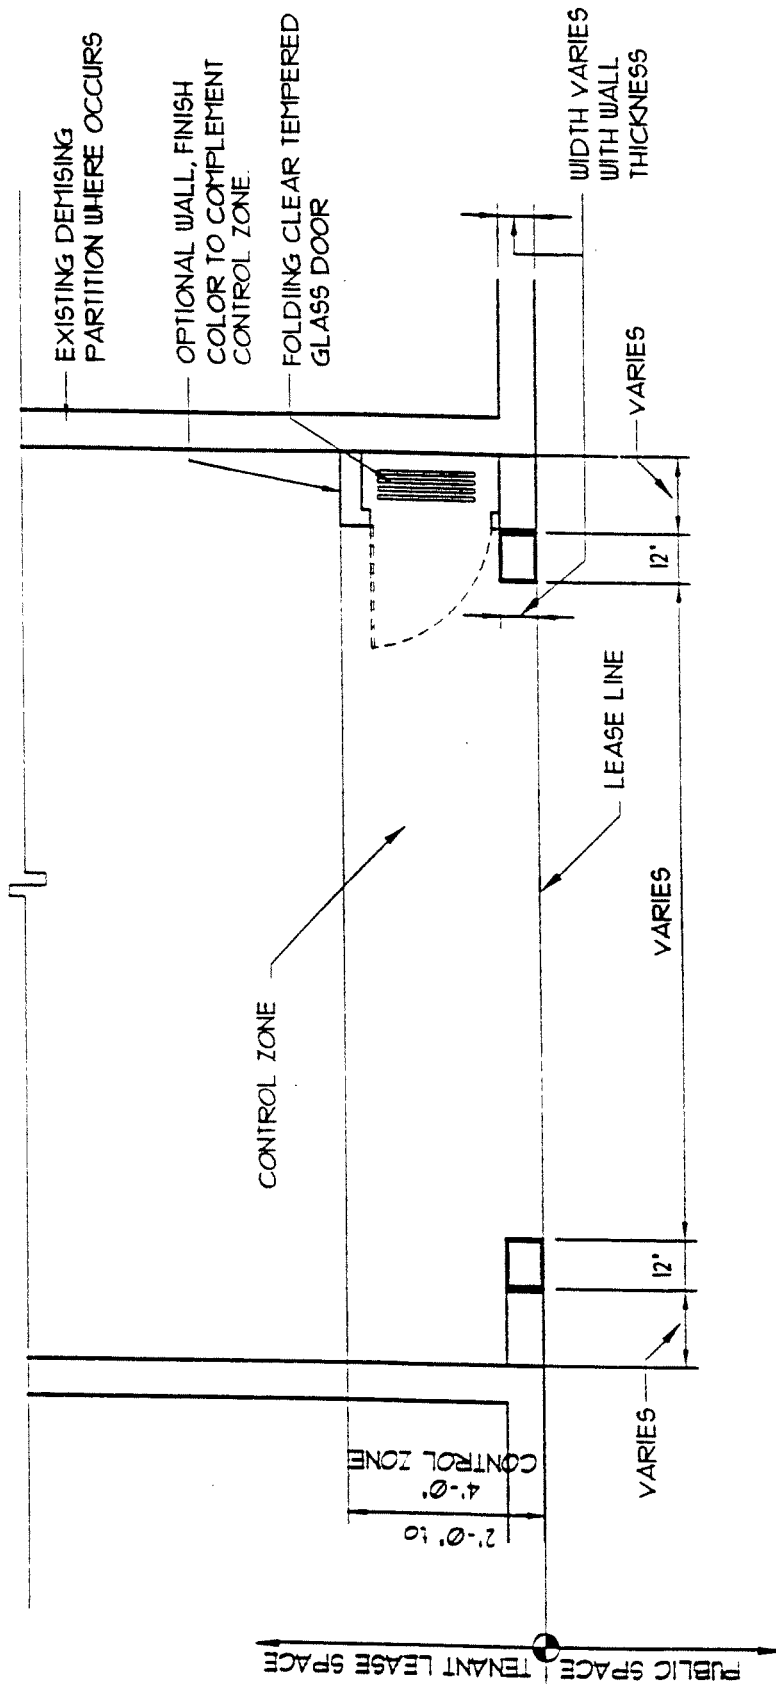 EXISTING DEMISING
PARTITION WHERE OCCURS
OPTIONAL WALL, FINISH
COLOR TO COMPLEMENT
CONTROL ZONE.
FOLDIING CLEAR TEMPERED
GLASS DOOR
WIDTH VARIES
WITH WALL
THICKNESS
VARIES
12"
LEASE LINE
VARIES
CONTROL ZONE
12"
VARIES
2'-0" to
4'-0"
CONTROL ZONE
TENANT LEASE SPACE
PUBLIC SPACE